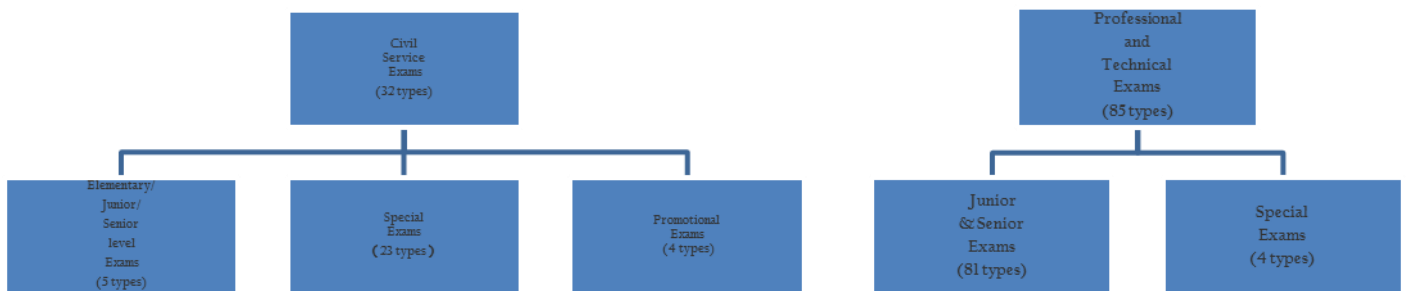 Civil
Service
Exams
(32 types)
Elementary/
Junior/
Senior
level
Exams
(5 types)
Special
Exams
(23 types)
Promotional
Exams
(4 types)
Professional
and
Technical
Exams
(85 types)
Junior
& Senior
Exams
(81 types)
Special
Exams
(4 types)